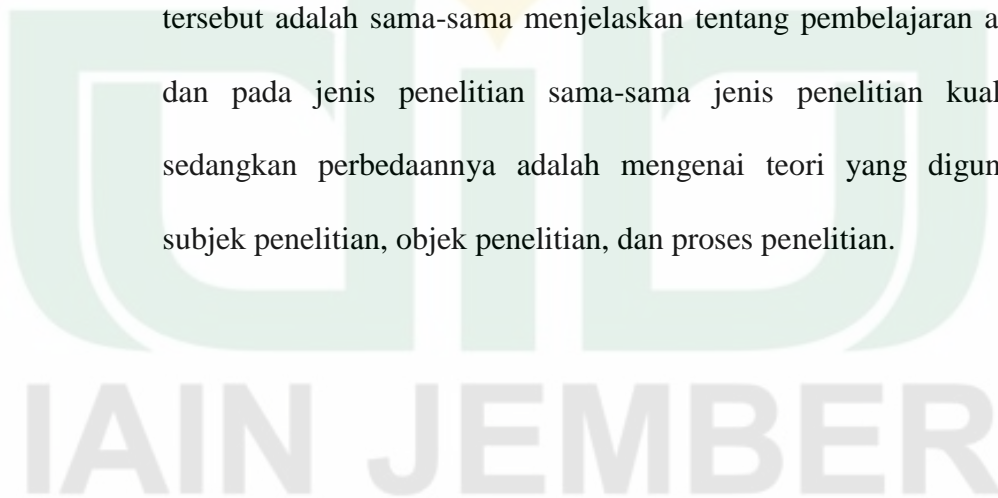 tersebut adalah sama-sama menjelaskan tentang pembelajaran
dan pada jenis penelitian sama-sama jenis penelitian
sedangkan perbedaannya adalah mengenai teori yang
subjek penelitian, objek penelitian, dan proses penelitian.
IAIN JEMBER